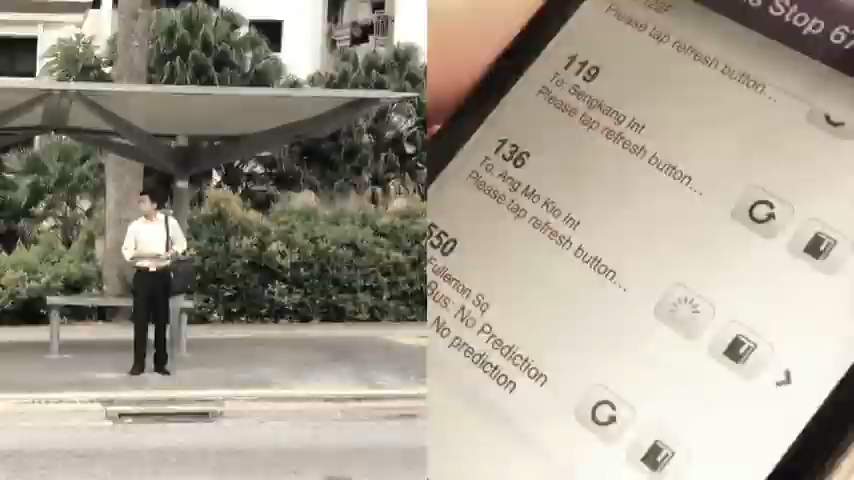 Stop 67
Please tap refresh button...
119
To: Sengkang Int
Please tap refresh button...
136
To: Ang Mo Kio Int
Please tap refresh button...
Fullerton Sq
Bus: No Prediction
No prediction